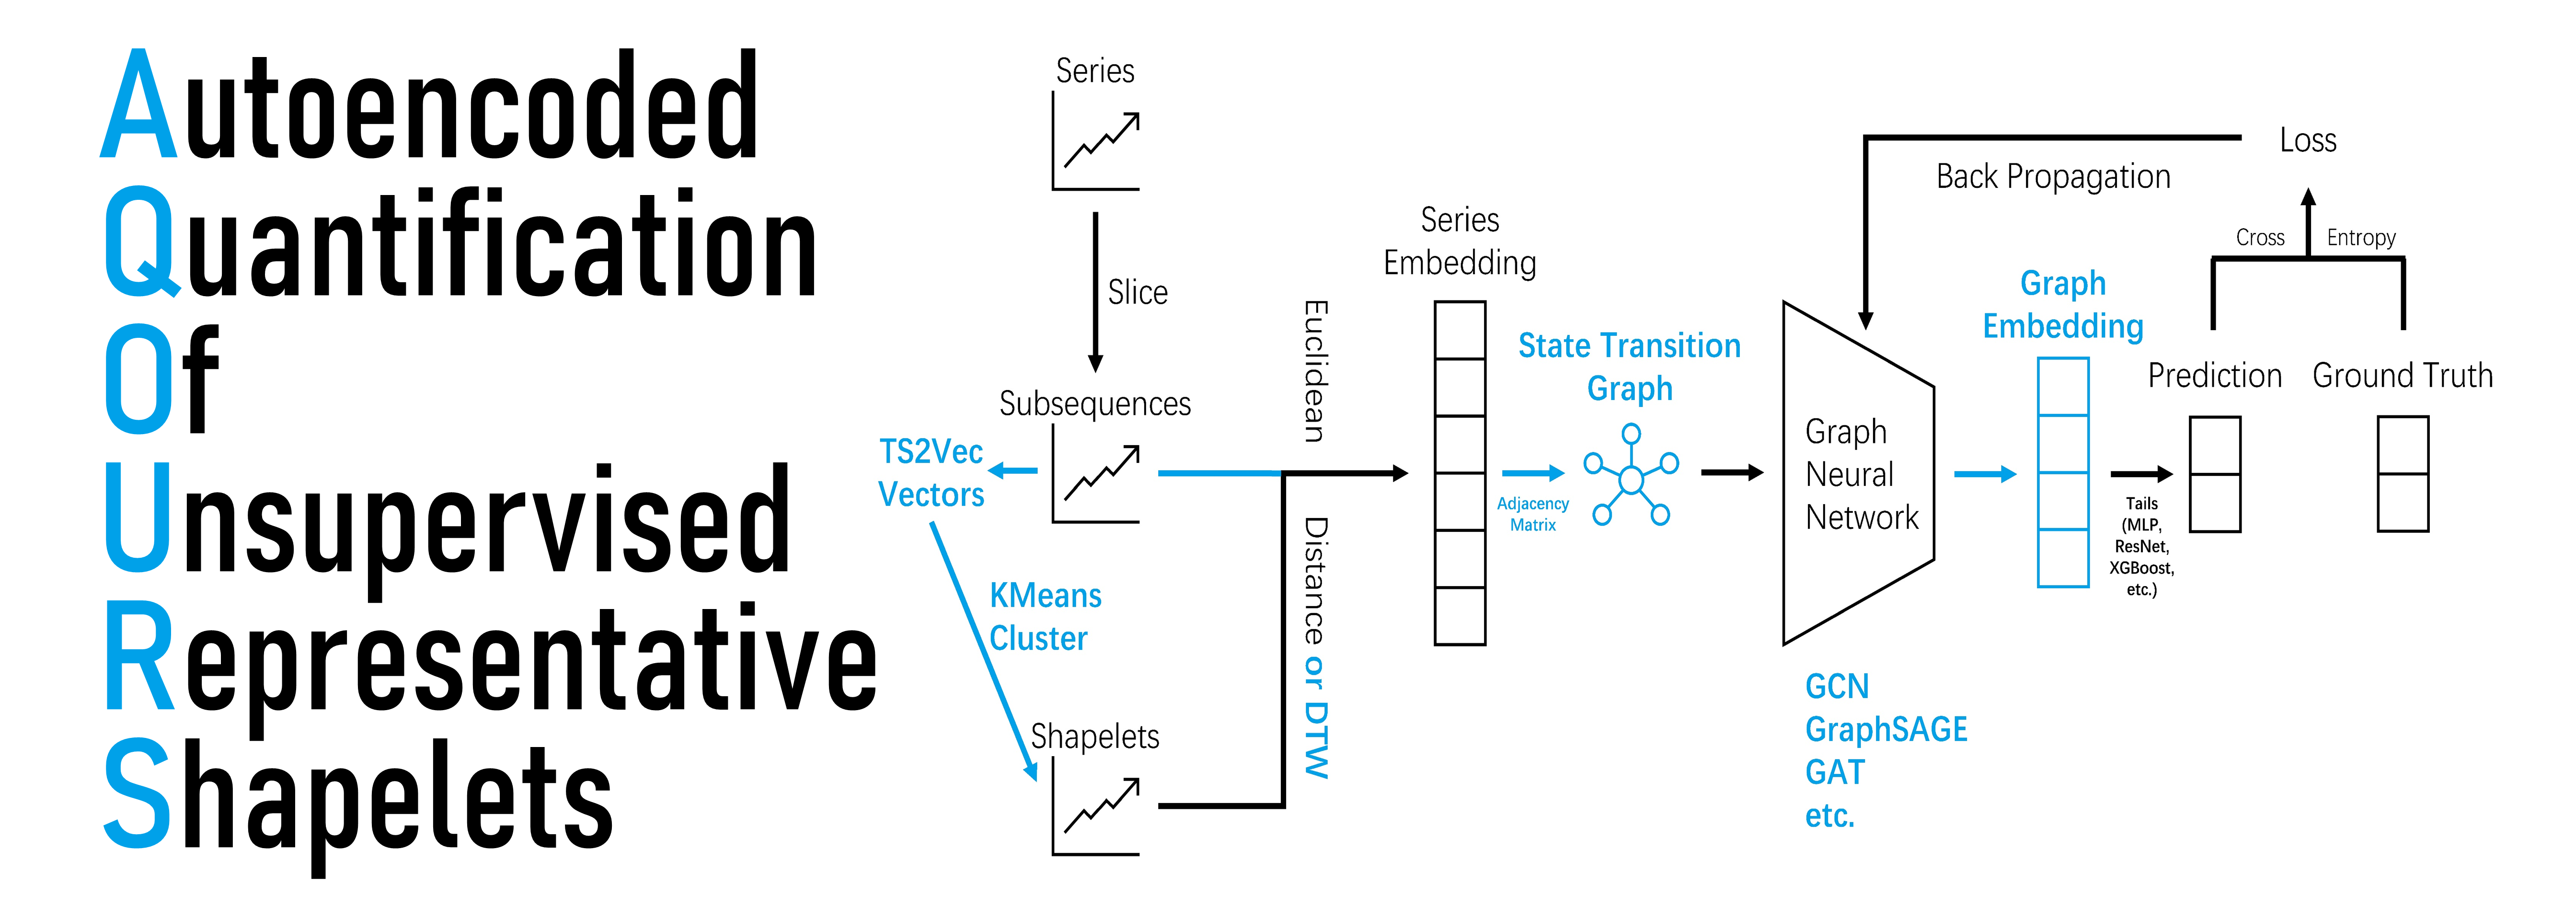 Autoencoded
Quantification
Of
Unsupervised
Representative
Shapelets
Series
Slice
Subsequences
TS2Vec
Vectors
KMeans
Cluster
Shapelets
Euclidean
Distance or DTW
Series
Embedding
State Transition
Graph
Adjacency
Matrix
Graph
Neural
Network
GCN
GraphSAGE
GAT
etc.
Back Propagation
Loss
Cross
Entropy
Graph
Embedding
Tails
(MLP,
ResNet,
XGBoost,
etc.)
Prediction
Ground Truth